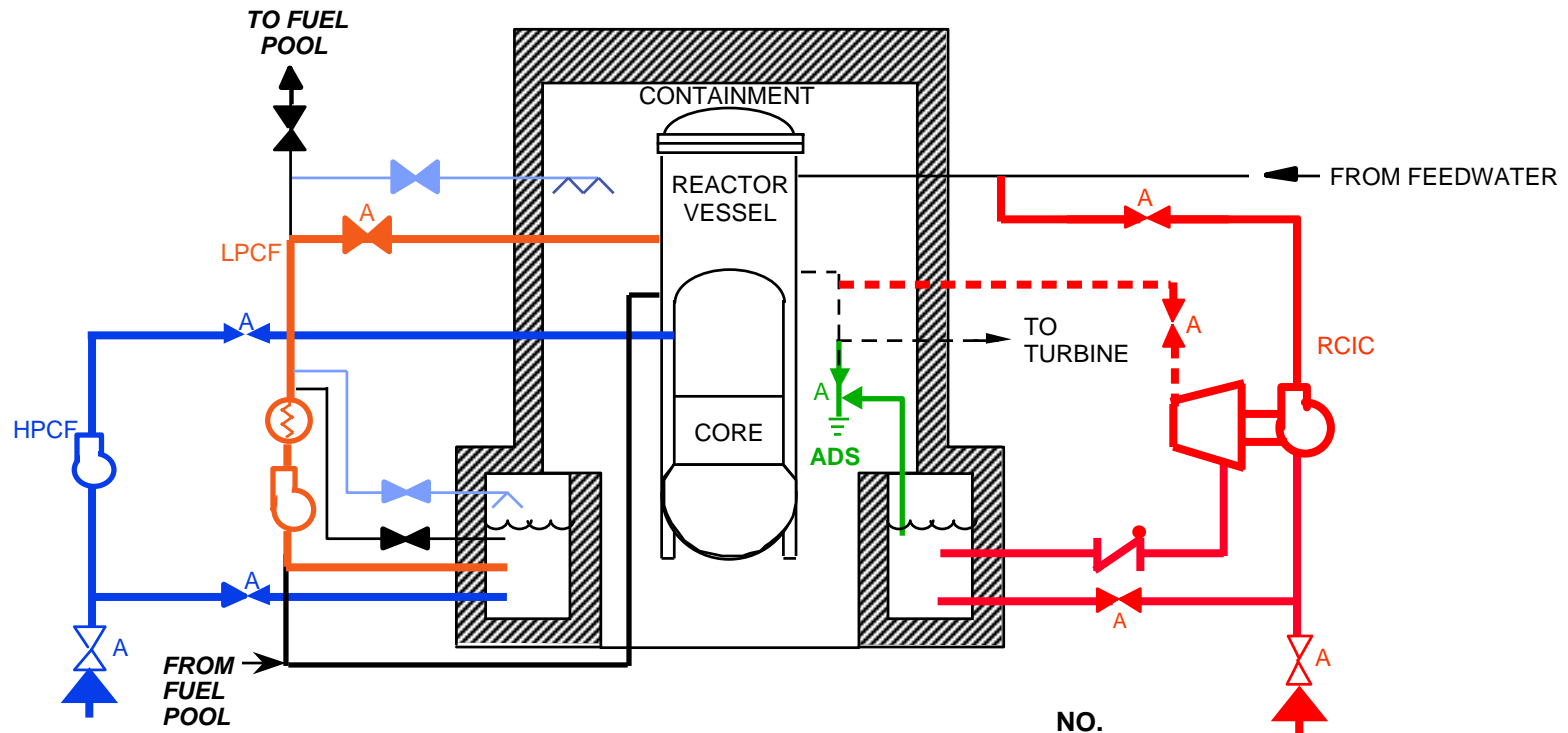 TO FUEL
POOL
CONTAINMENT
REACTOR
VESSEL
FROM FEEDWATER
A
A
LPCF
A
TO
TURBINE
A
RCIC
HPCF
A
CORE
ADS
A
A
A
A
FROM
FUEL
POOL
NO.